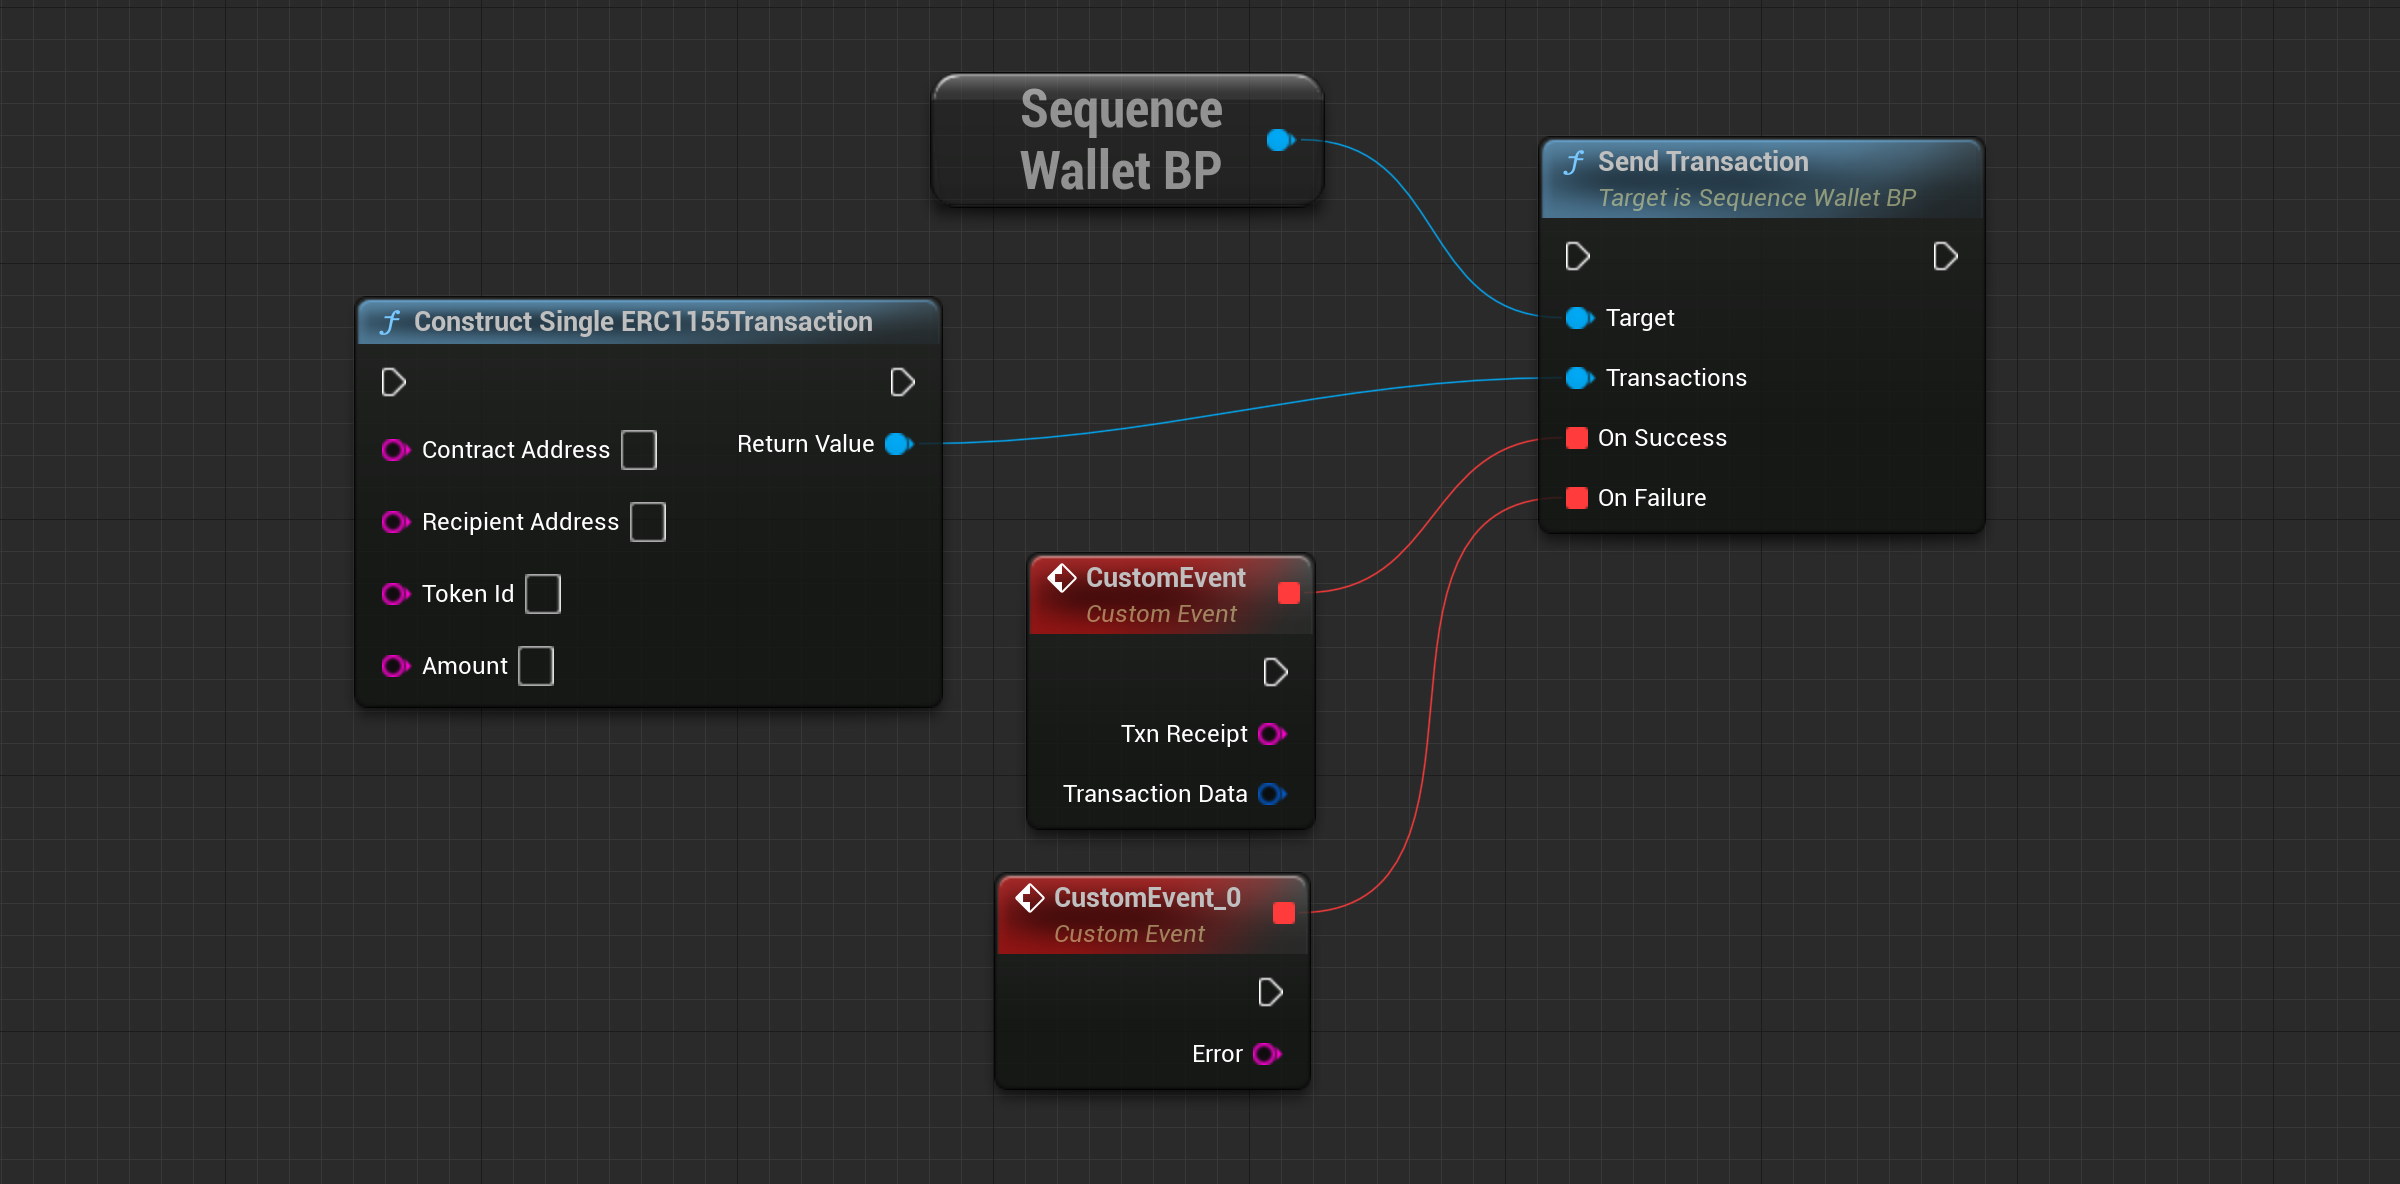 Sequence
Wallet BP
Send Transaction
Target is Sequence Wallet BP
Target
Transactions
On Success
On Failure
Construct Single ERC1155Transaction
Contract Address
Return Value
Recipient Address
Token Id
Amount
CustomEvent
Custom Event
Txn Receipt
Transaction Data
CustomEvent_0
Custom Event
Error